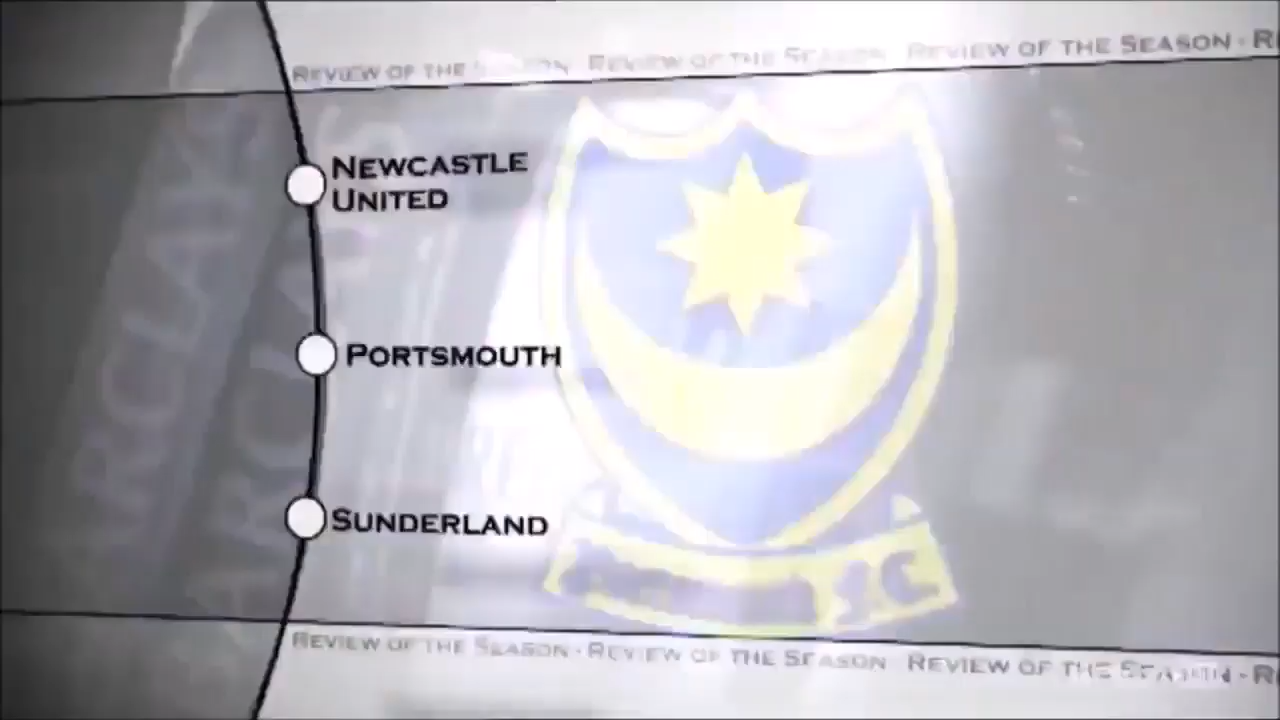 REVIEW OF THE SEASON REVIEW OF THE SEASON REVIEW OF THE SEASON · R
NEWCASTLE
UNITED
PORTSMOUTH
SUNDERLAND
REVIEW OF THE SEASON · REVIEW OF THE SEASON REVIEW OF THE SEASON · R